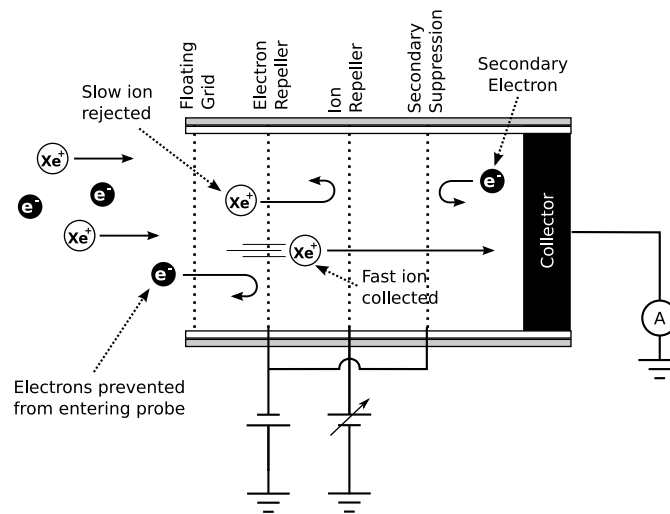 Floating
Grid
Electron
Repeller
Ion
Repeller
Secondary
Suppression
Slow ion
rejected
Secondary
Electron
Xe+
e-
e-
Xe+
Xe+
e-
Xe+
e-
Fast ion
collected
Collector
A
Electrons prevented
from entering probe